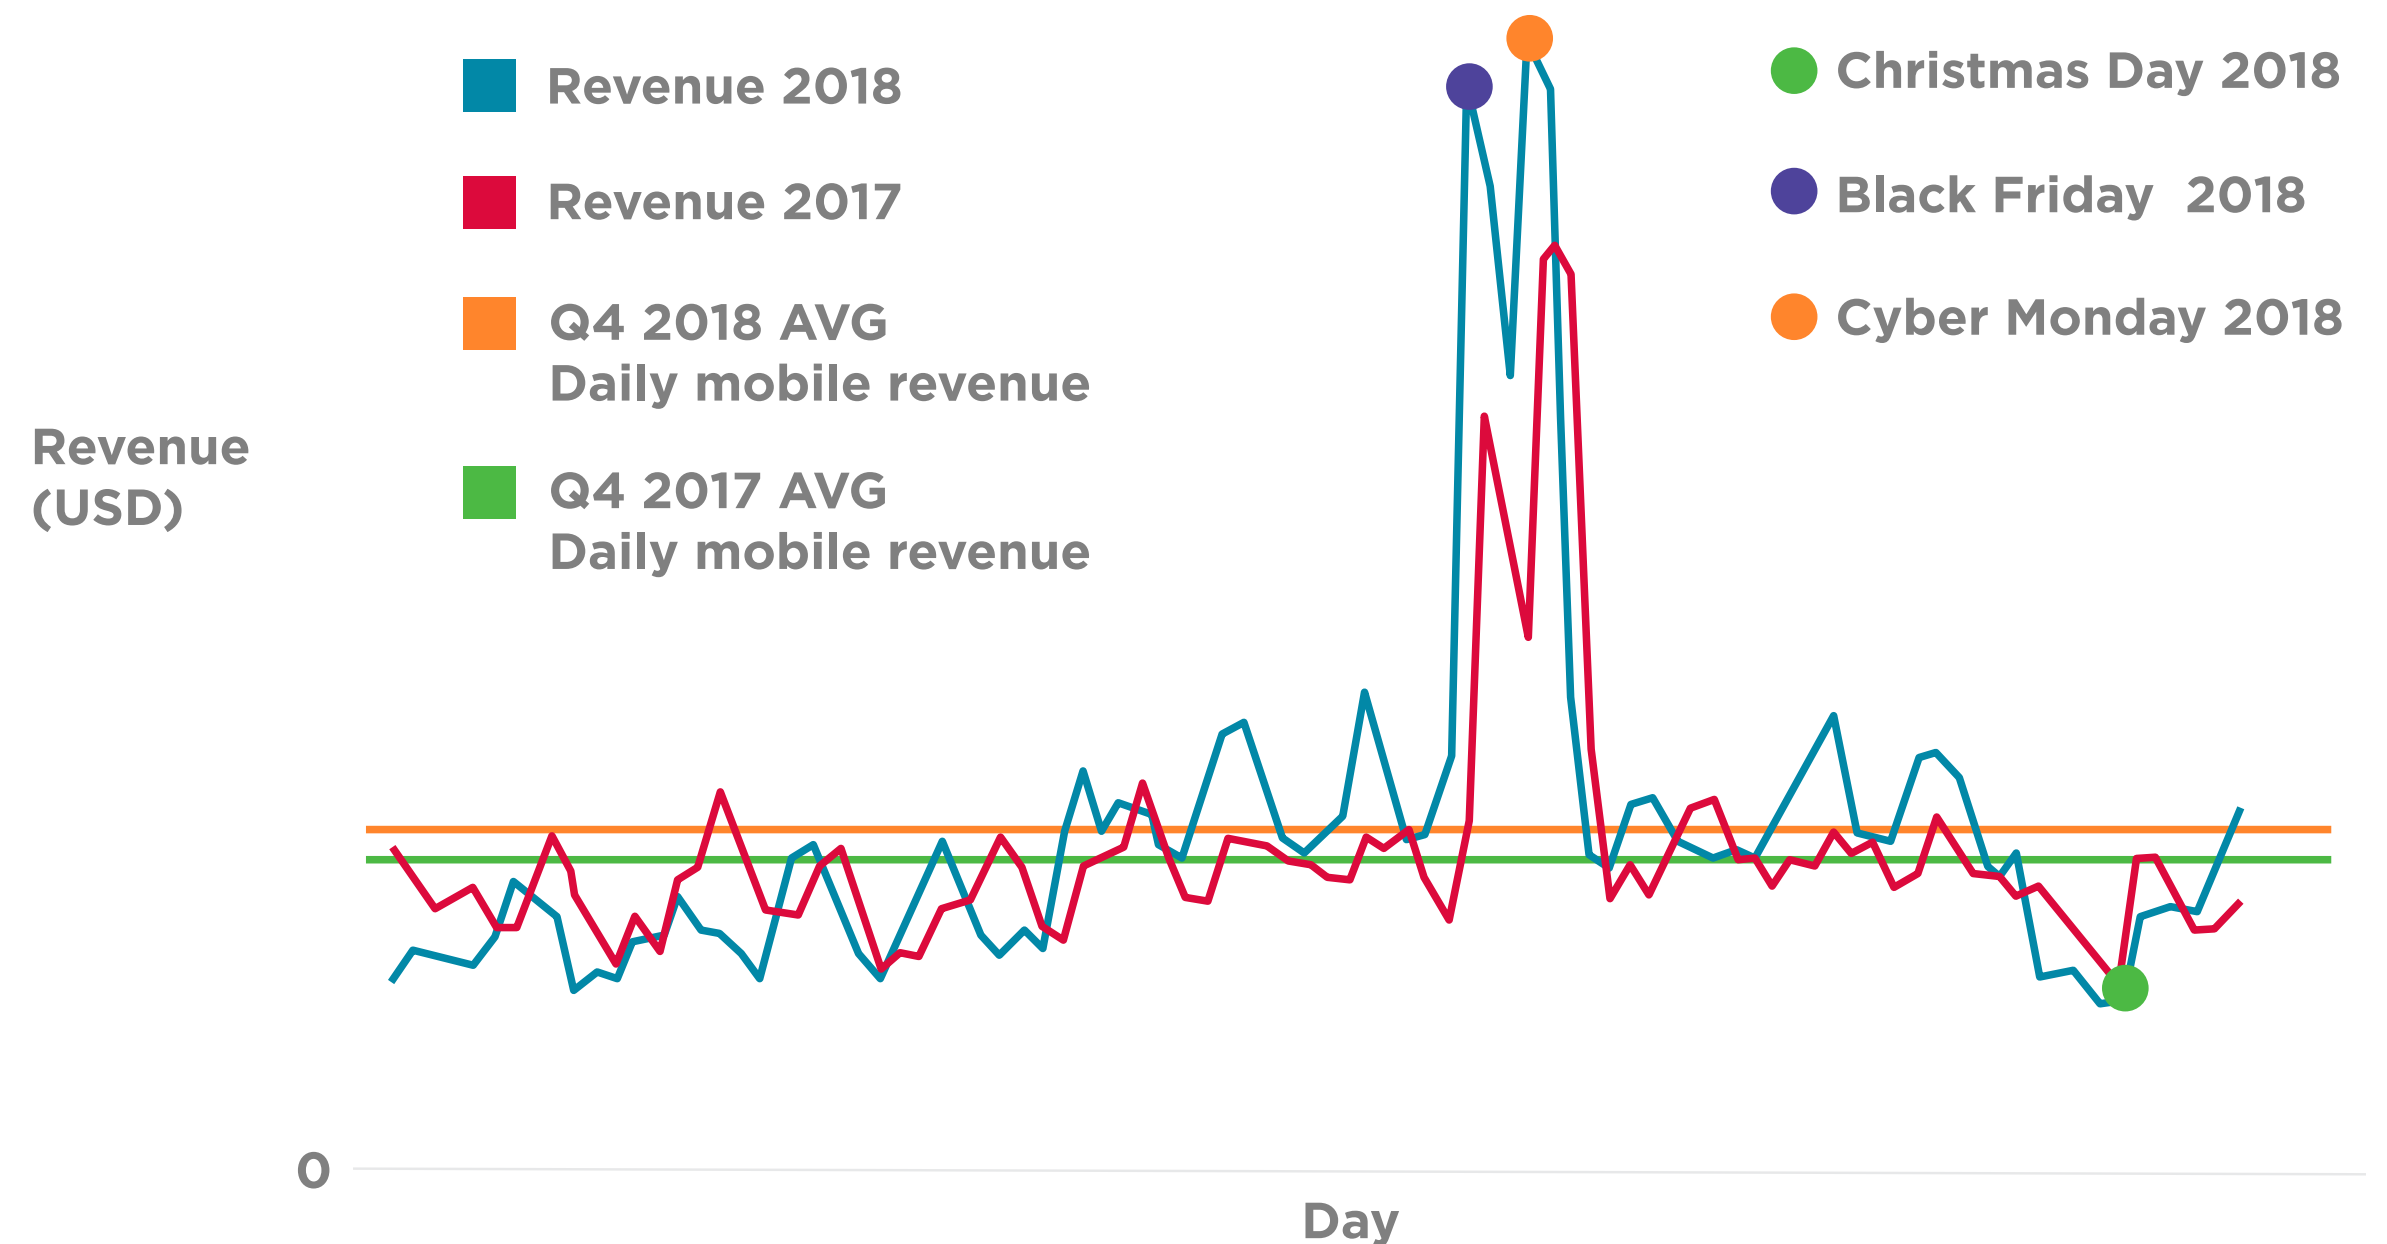 Revenue 2018
Revenue 2017
Q4 2018 AVG
Daily mobile revenue
Q4 2017 AVG
Daily mobile revenue
Christmas Day 2018
Black Friday  2018
Cyber Monday 2018
Revenue
(USD)
0
Day